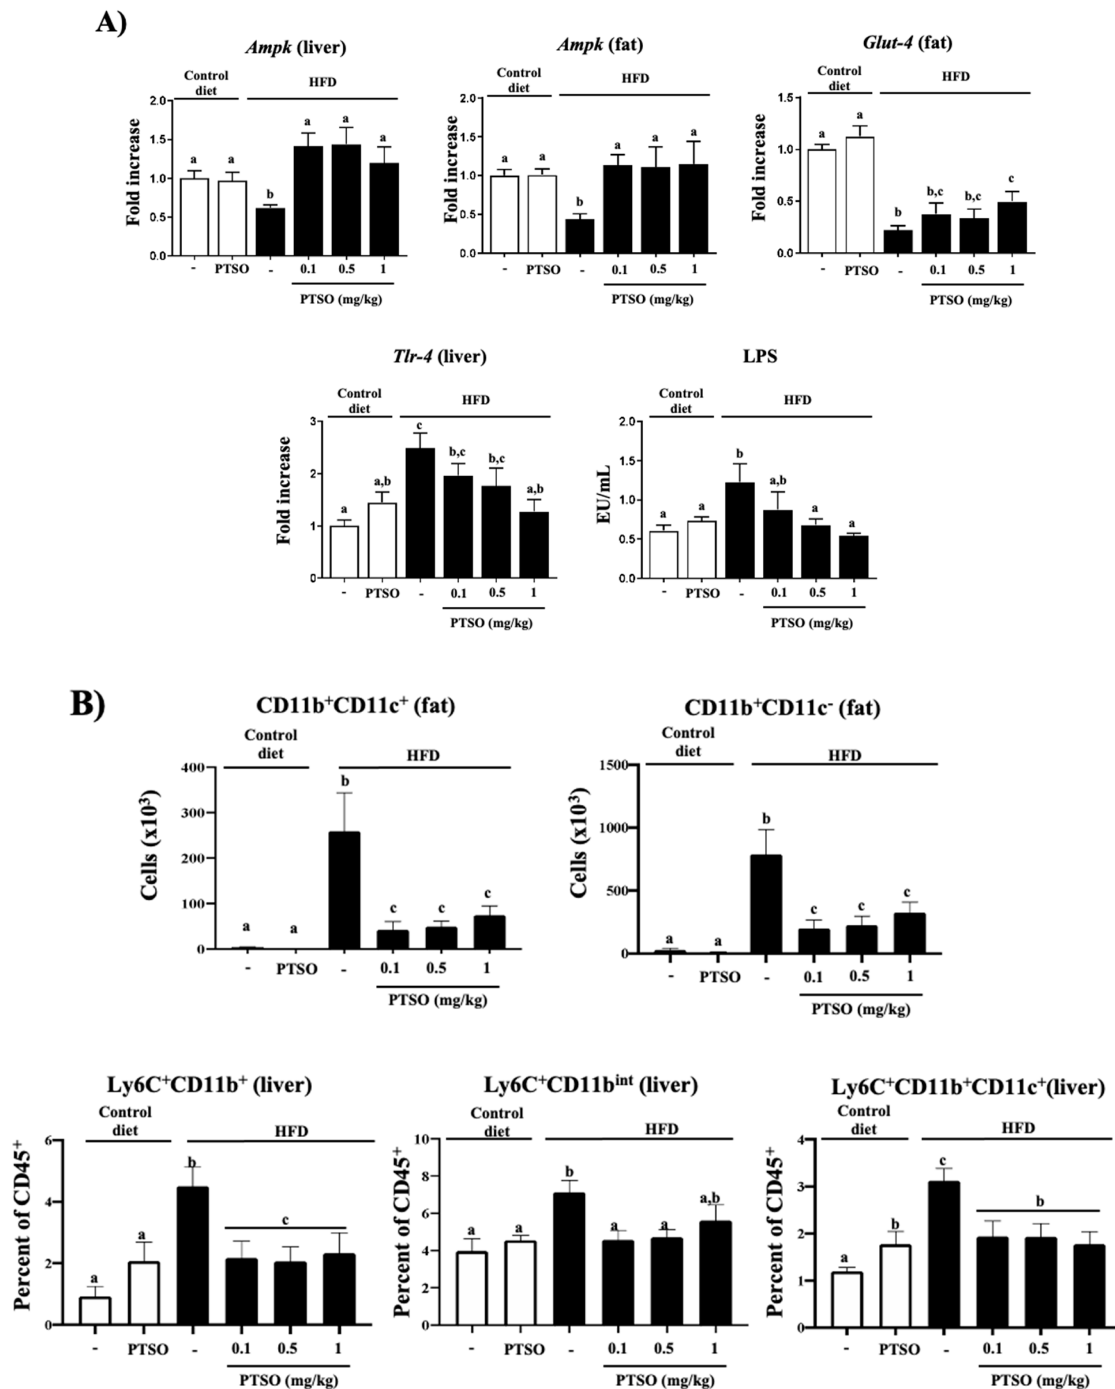 A)
Ampk (liver)
Control
diet
HFD
Fold increase
2.0
1.5
1.0
0.5
0.0
a
a
b
a
a
a
-
PTSO
-
0.1
0.5
1
PTSO (mg/kg)
Ampk (fat)
Control
diet
HFD
Fold increase
2.0
1.5
1.0
0.5
0.0
a
a
b
a
a
a
-
PTSO
-
0.1
0.5
1
PTSO (mg/kg)
Glut-4 (fat)
Control
diet
HFD
Fold increase
1.5
1.0
0.5
0.0
a
a
b
b,c
b,c
c
-
PTSO
-
0.1
0.5
1
PTSO (mg/kg)
Tlr-4 (liver)
Control
diet
HFD
Fold increase
3
2
1
0
a
a,b
c
b,c
b,c
a,b
-
PTSO
-
0.1
0.5
1
PTSO (mg/kg)
LPS
Control
diet
HFD
EU/mL
2.0
1.5
1.0
0.5
0.0
a
a
b
a,b
a
a
-
PTSO
-
0.1
0.5
1
PTSO (mg/kg)
B)
CD11b⁺CD11c⁺ (fat)
Control
diet
HFD
Cells (x10³)
400
300
200
100
0
a
a
b
c
c
c
-
PTSO
-
0.1
0.5
1
PTSO (mg/kg)
CD11b⁺CD11c⁻ (fat)
Control
diet
HFD
Cells (x10³)
1500
1000
500
0
a
a
b
c
c
c
-
PTSO
-
0.1
0.5
1
PTSO (mg/kg)
Ly6C⁺CD11b⁺ (liver)
Control
diet
HFD
Percent of CD45⁺
6
4
2
0
a
a
b
c
-
PTSO
-
0.1
0.5
1
PTSO (mg/kg)
Ly6C⁺CD11bⁱⁿᵗ (liver)
Control
diet
HFD
Percent of CD45⁺
10
8
6
4
2
0
a
a
b
a
a
a,b
-
PTSO
-
0.1
0.5
1
PTSO (mg/kg)
Ly6C⁺CD11b⁺CD11c⁺(liver)
Control
diet
HFD
Percent of CD45⁺
4
3
2
1
0
a
b
c
b
-
PTSO
-
0.1
0.5
1
PTSO (mg/kg)